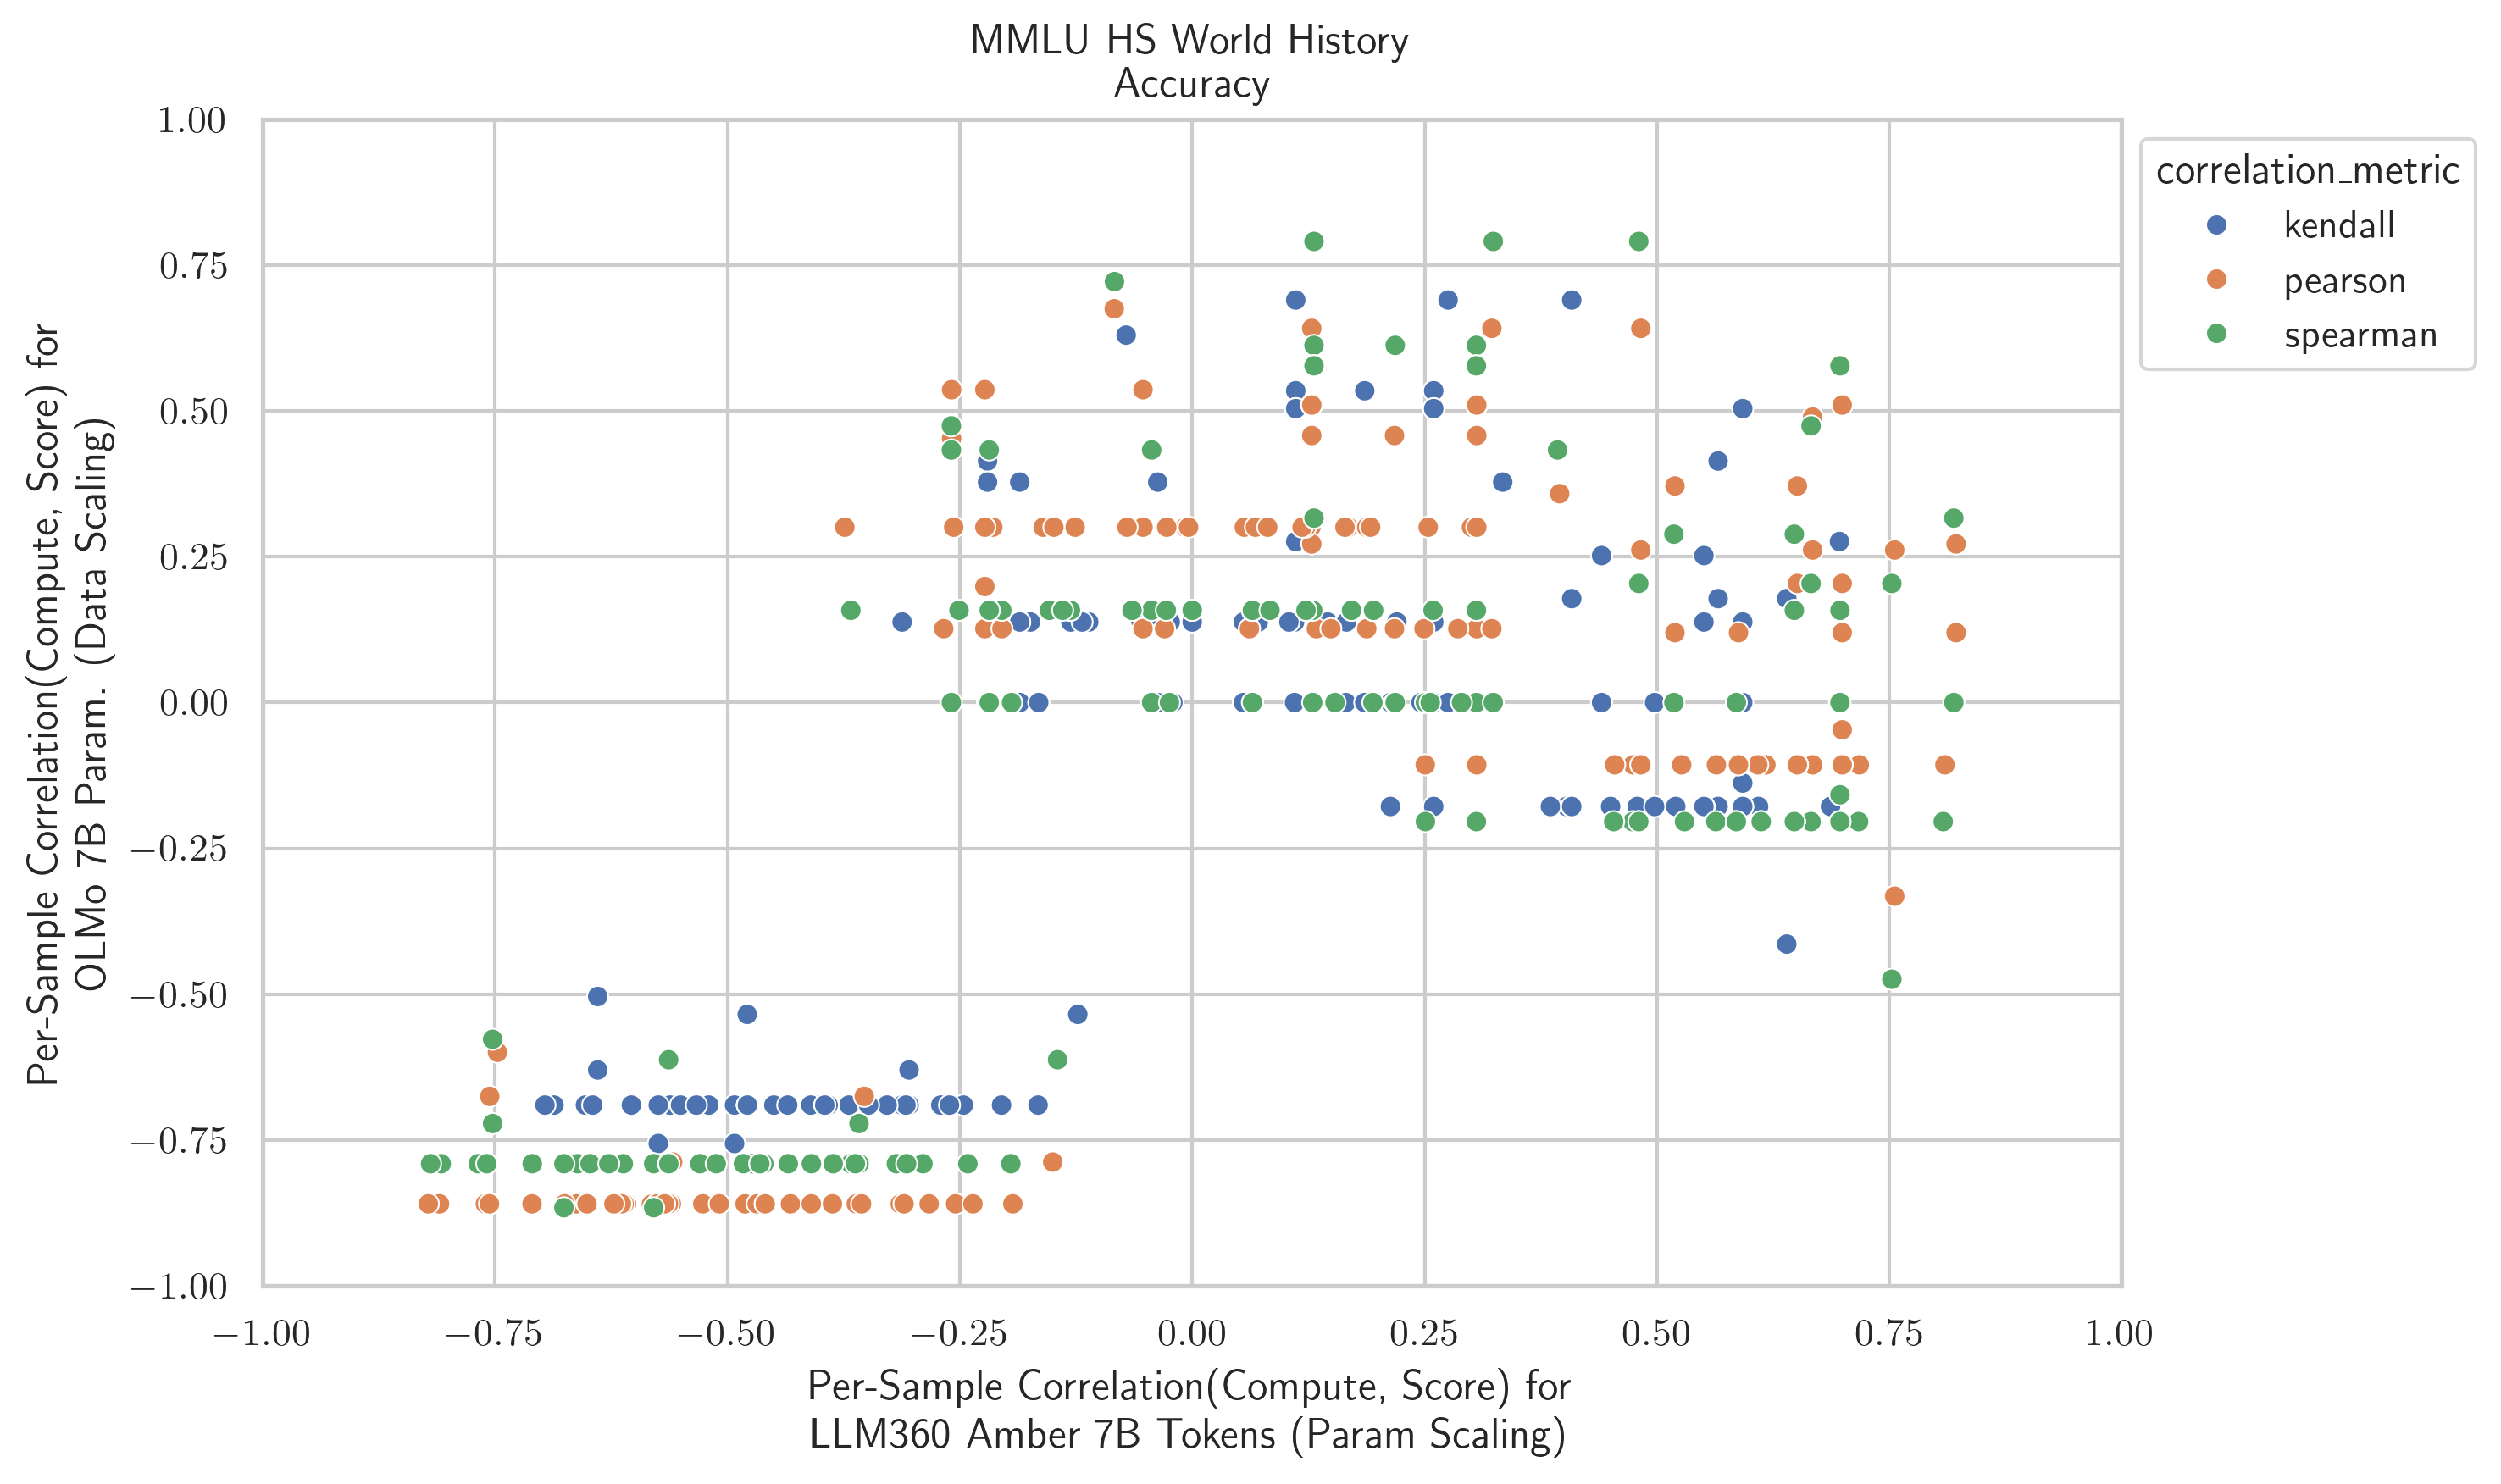 MMLU HS World History
Accuracy
1.00
0.75
0.50
0.25
0.00
−0.25
−0.50
−0.75
−1.00
Per-Sample Correlation(Compute, Score) for
OLMo 7B Param. (Data Scaling)
correlation_metric
kendall
pearson
spearman
−1.00 −0.75 −0.50 −0.25 0.00 0.25 0.50 0.75 1.00
Per-Sample Correlation(Compute, Score) for
LLM360 Amber 7B Tokens (Param Scaling)